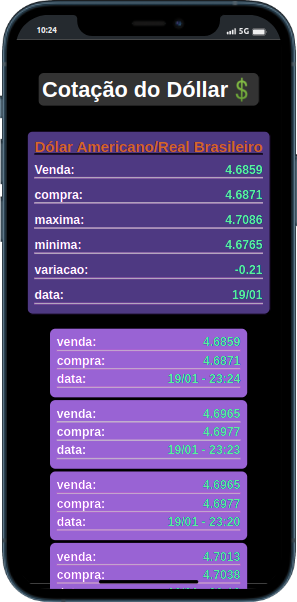 10:24
5G
Cotação do Dóllar
Dólar Americano/Real Brasileiro
Venda: 4.6859
compra: 4.6871
maxima: 4.7086
minima: 4.6765
variacao: -0.21
data: 19/01
venda: 4.6859
compra: 4.6871
data: 19/01 - 23:24
venda: 4.6965
compra: 4.6977
data: 19/01 - 23:23
venda: 4.6965
compra: 4.6977
data: 19/01 - 23:20
venda: 4.7013
compra: 4.7038